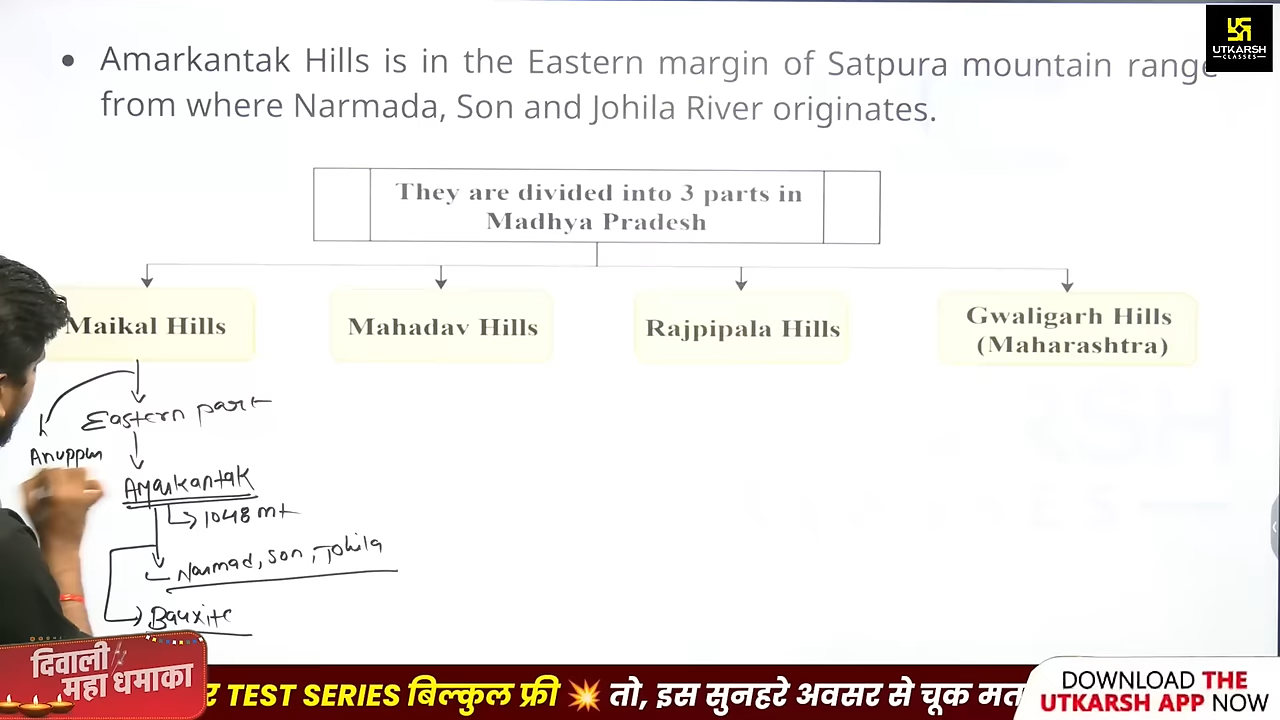 • Amarkantak Hills is in the Eastern margin of Satpura mountain range
from where Narmada, Son and Johila River originates.
UTKARSH
CLASSES
They are divided into 3 parts in
Madhya Pradesh
Maikal Hills
Mahadav Hills
Rajpipala Hills
Gwaligarh Hills
(Maharashtra)
Eastern part
Anuppur
Amarkantak
1048 mt
Narmad, Son, Johila
Bauxite
दिवाली
महा धमाका
र TEST SERIES बिल्कुल फ्री 💥 तो, इस सुनहरे अवसर से चूक मत
DOWNLOAD THE
UTKARSH APP NOW